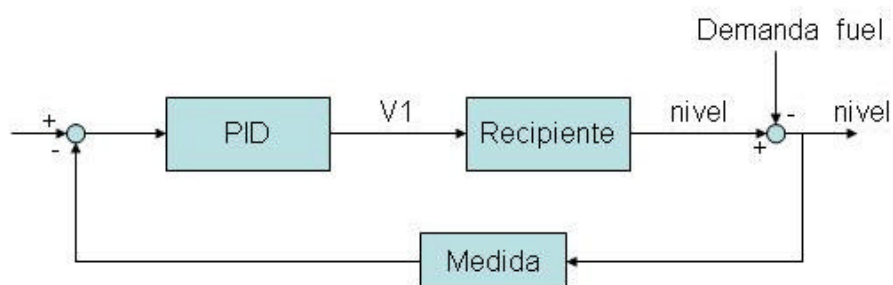 Demanda fuel
+
-
PID
V1
Recipiente
nivel
+
-
nivel
Medida